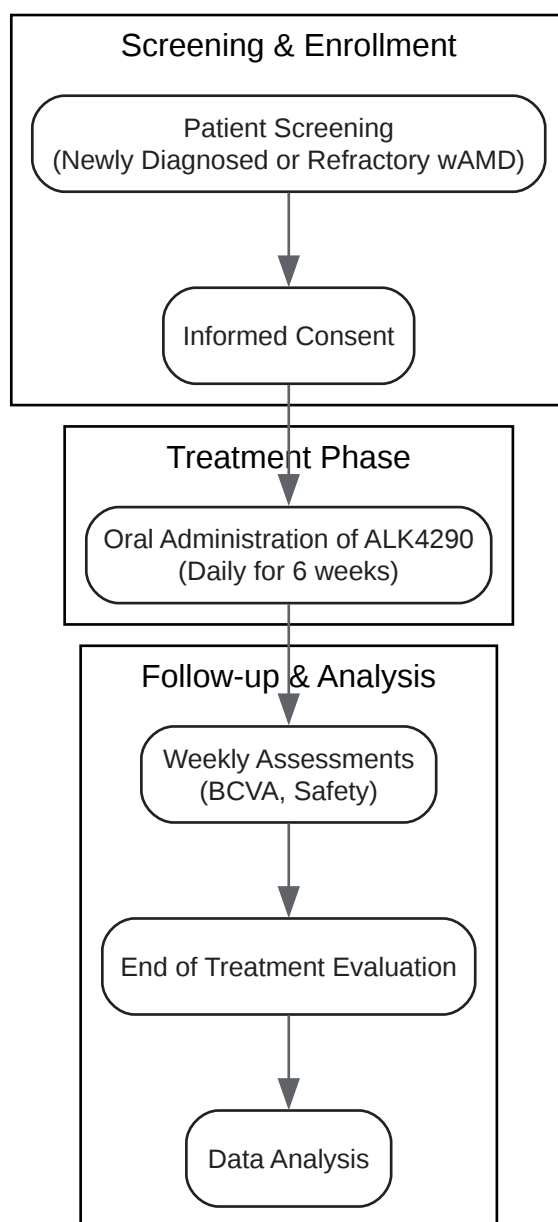 Screening & Enrollment
Patient Screening
(Newly Diagnosed or Refractory wAMD)
Informed Consent
Treatment Phase
Oral Administration of ALK4290
(Daily for 6 weeks)
Follow-up & Analysis
Weekly Assessments
(BCVA, Safety)
End of Treatment Evaluation
Data Analysis